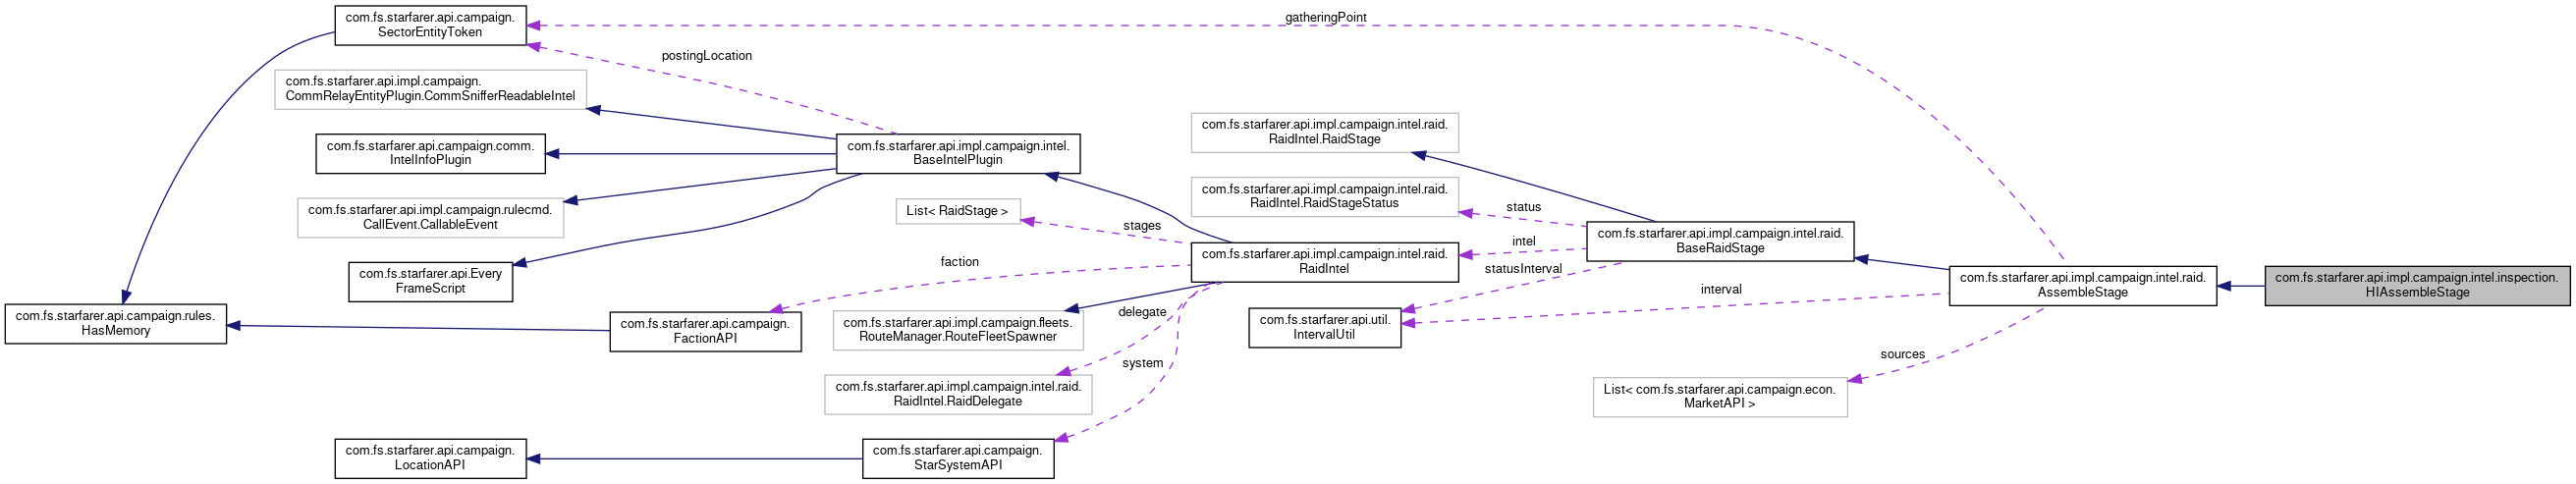 com.fs.starfarer.api.campaign.
SectorEntityToken
gatheringPoint
postingLocation
com.fs.starfarer.api.impl.campaign.
CommRelayEntityPlugin.CommSnifferReadableIntel
com.fs.starfarer.api.campaign.comm.
IntelInfoPlugin
com.fs.starfarer.api.impl.campaign.intel.
BaseIntelPlugin
com.fs.starfarer.api.impl.campaign.intel.raid.
RaidIntel.RaidStage
com.fs.starfarer.api.impl.campaign.rulecmd.
CallEvent.CallableEvent
List< RaidStage >
stages
com.fs.starfarer.api.impl.campaign.intel.raid.
RaidIntel.RaidStageStatus
status
com.fs.starfarer.api.impl.campaign.intel.raid.
BaseRaidStage
com.fs.starfarer.api.Every
FrameScript
faction
com.fs.starfarer.api.impl.campaign.intel.raid.
RaidIntel
intel
statusInterval
com.fs.starfarer.api.impl.campaign.intel.raid.
AssembleStage
com.fs.starfarer.api.impl.campaign.intel.inspection.
HIAssembleStage
interval
com.fs.starfarer.api.campaign.rules.
HasMemory
com.fs.starfarer.api.campaign.
FactionAPI
com.fs.starfarer.api.impl.campaign.fleets.
RouteManager.RouteFleetSpawner
delegate
com.fs.starfarer.api.util.
IntervalUtil
system
sources
com.fs.starfarer.api.impl.campaign.intel.raid.
RaidIntel.RaidDelegate
List< com.fs.starfarer.api.campaign.econ.
MarketAPI >
com.fs.starfarer.api.campaign.
LocationAPI
com.fs.starfarer.api.campaign.
StarSystemAPI